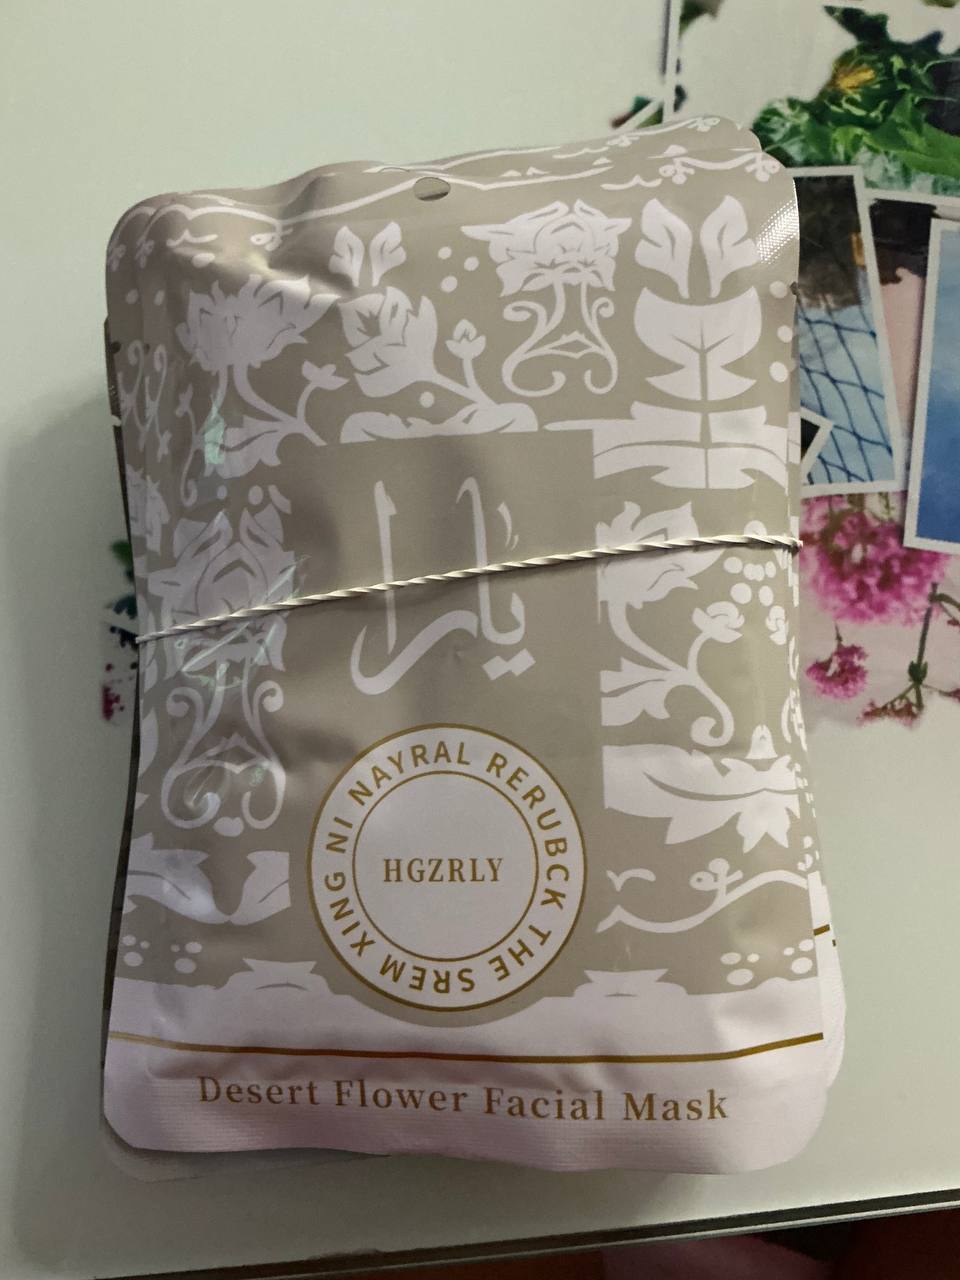 يارا
XING NI NAYRAL RERUBCK THE SREM
HGZRLY
Desert Flower Facial Mask